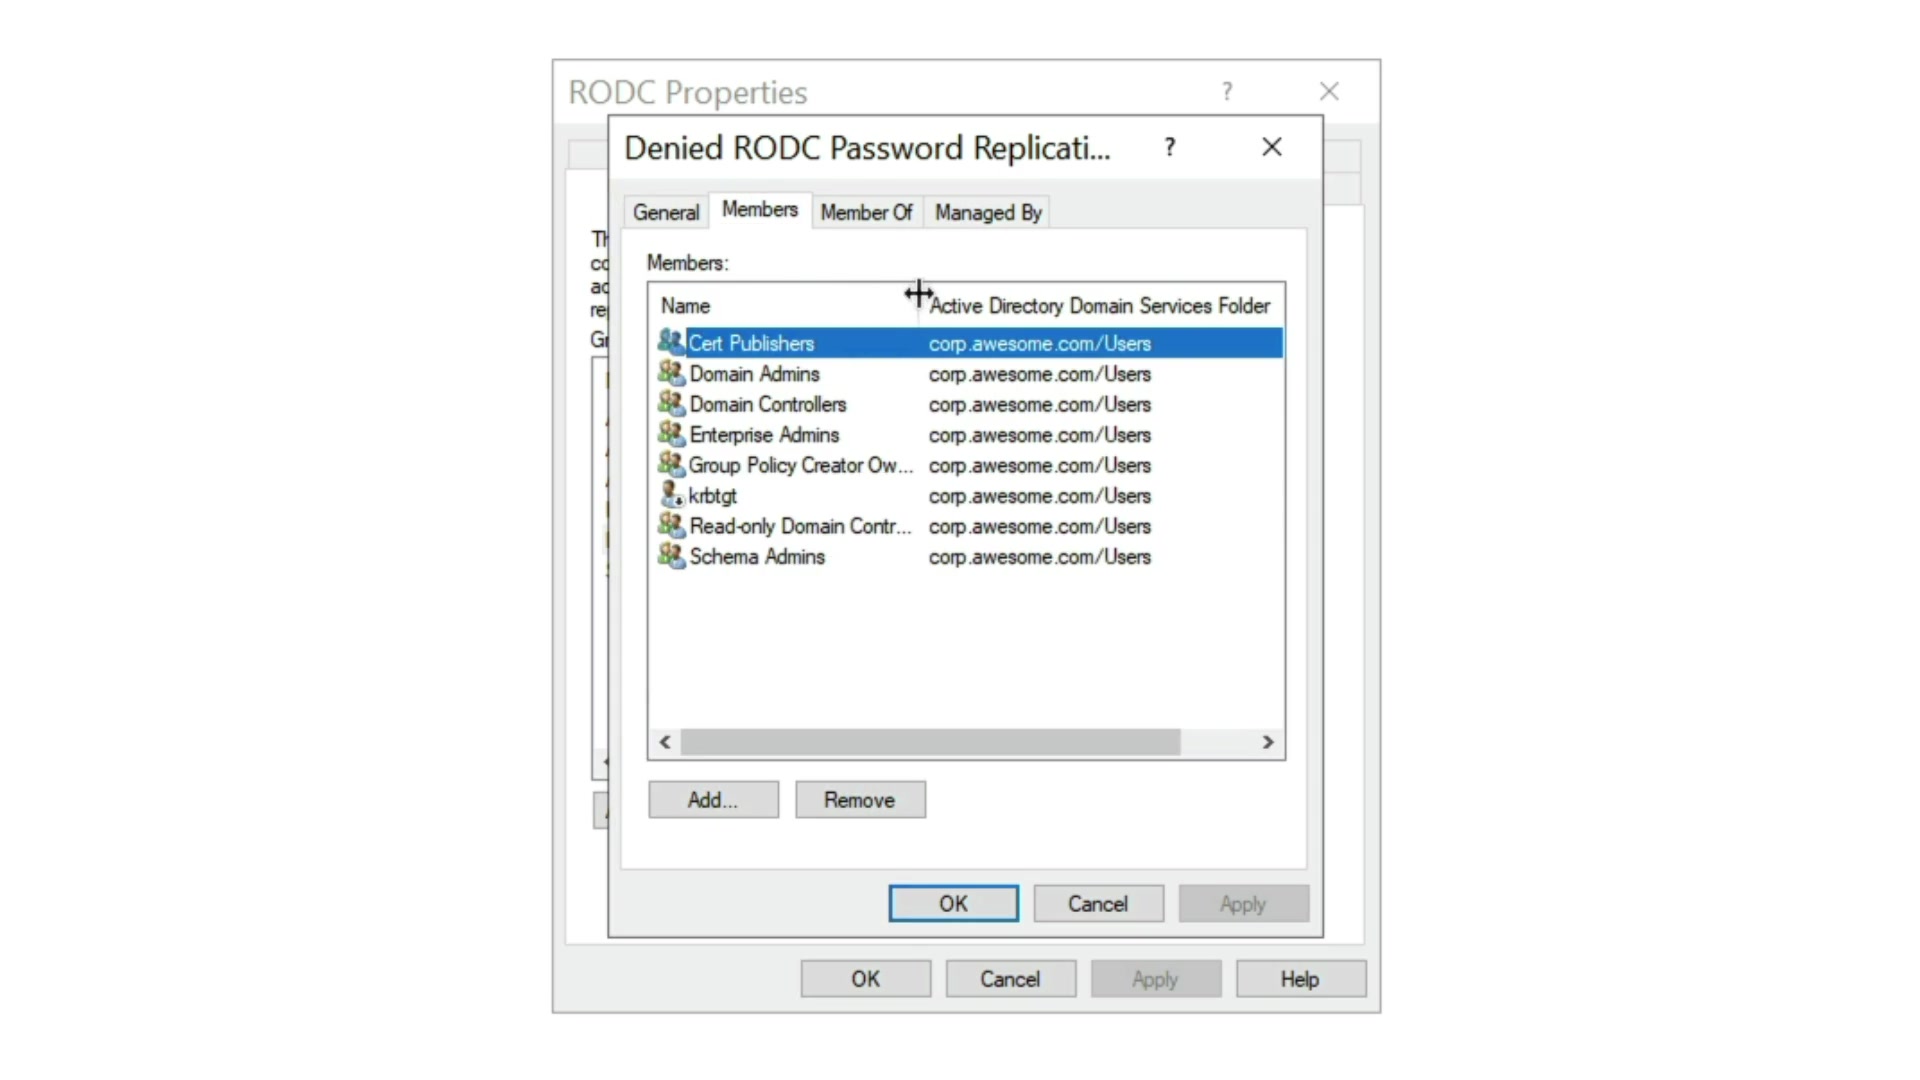 RODC Properties
Denied RODC Password Replicati...
General Members Member Of Managed By
Members:
Name Active Directory Domain Services Folder
Cert Publishers corp.awesome.com/Users
Domain Admins corp.awesome.com/Users
Domain Controllers corp.awesome.com/Users
Enterprise Admins corp.awesome.com/Users
Group Policy Creator Ow... corp.awesome.com/Users
krbtgt corp.awesome.com/Users
Read-only Domain Contr... corp.awesome.com/Users
Schema Admins corp.awesome.com/Users
Add... Remove
OK Cancel Apply
OK Cancel Apply Help